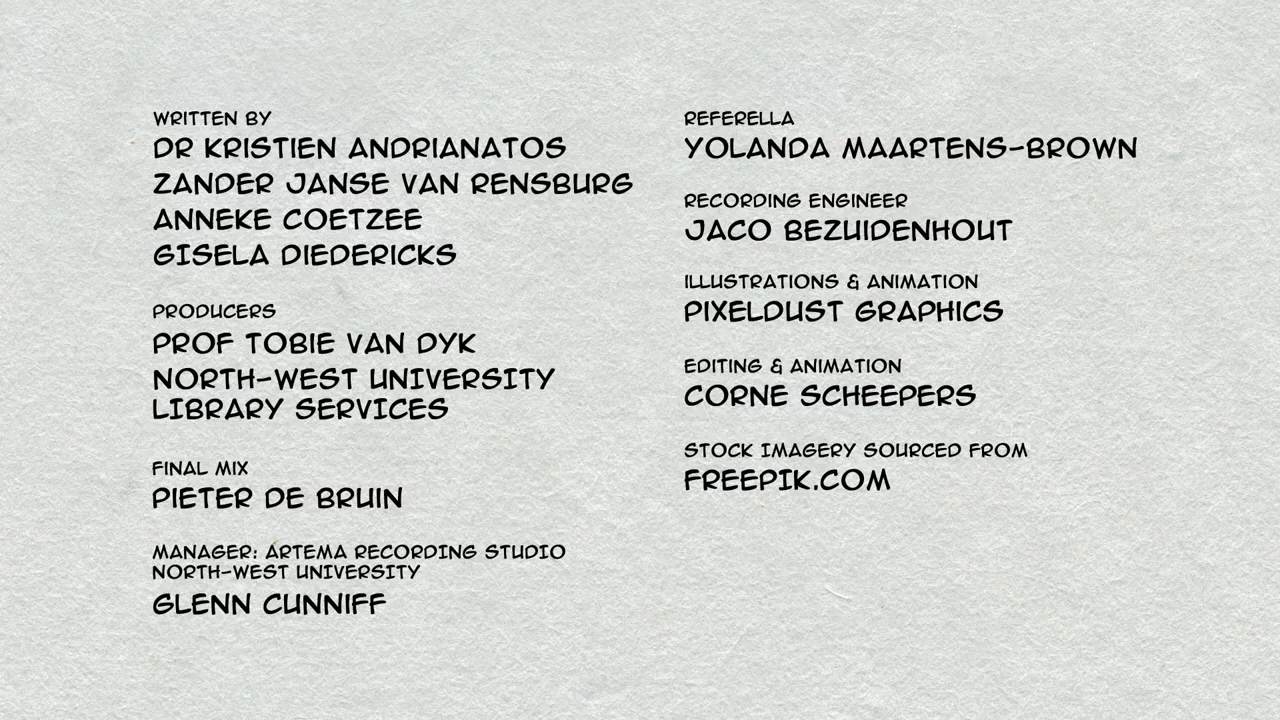 WRITTEN BY
DR KRISTIEN ANDRIANATOS
ZANDER JANSE VAN RENSBURG
ANNEKE COETZEE
GISELA DIEDERICKS
PRODUCERS
PROF TOBIE VAN DYK
NORTH-WEST UNIVERSITY
LIBRARY SERVICES
FINAL MIX
PIETER DE BRUIN
MANAGER: ARTEMA RECORDING STUDIO
NORTH-WEST UNIVERSITY
GLENN CUNNIFF
REFERELLA
YOLANDA MAARTENS-BROWN
RECORDING ENGINEER
JACO BEZUIDENHOUT
ILLUSTRATIONS & ANIMATION
PIXELDUST GRAPHICS
EDITING & ANIMATION
CORNE SCHEEPERS
STOCK IMAGERY SOURCED FROM
FREEPIK.COM